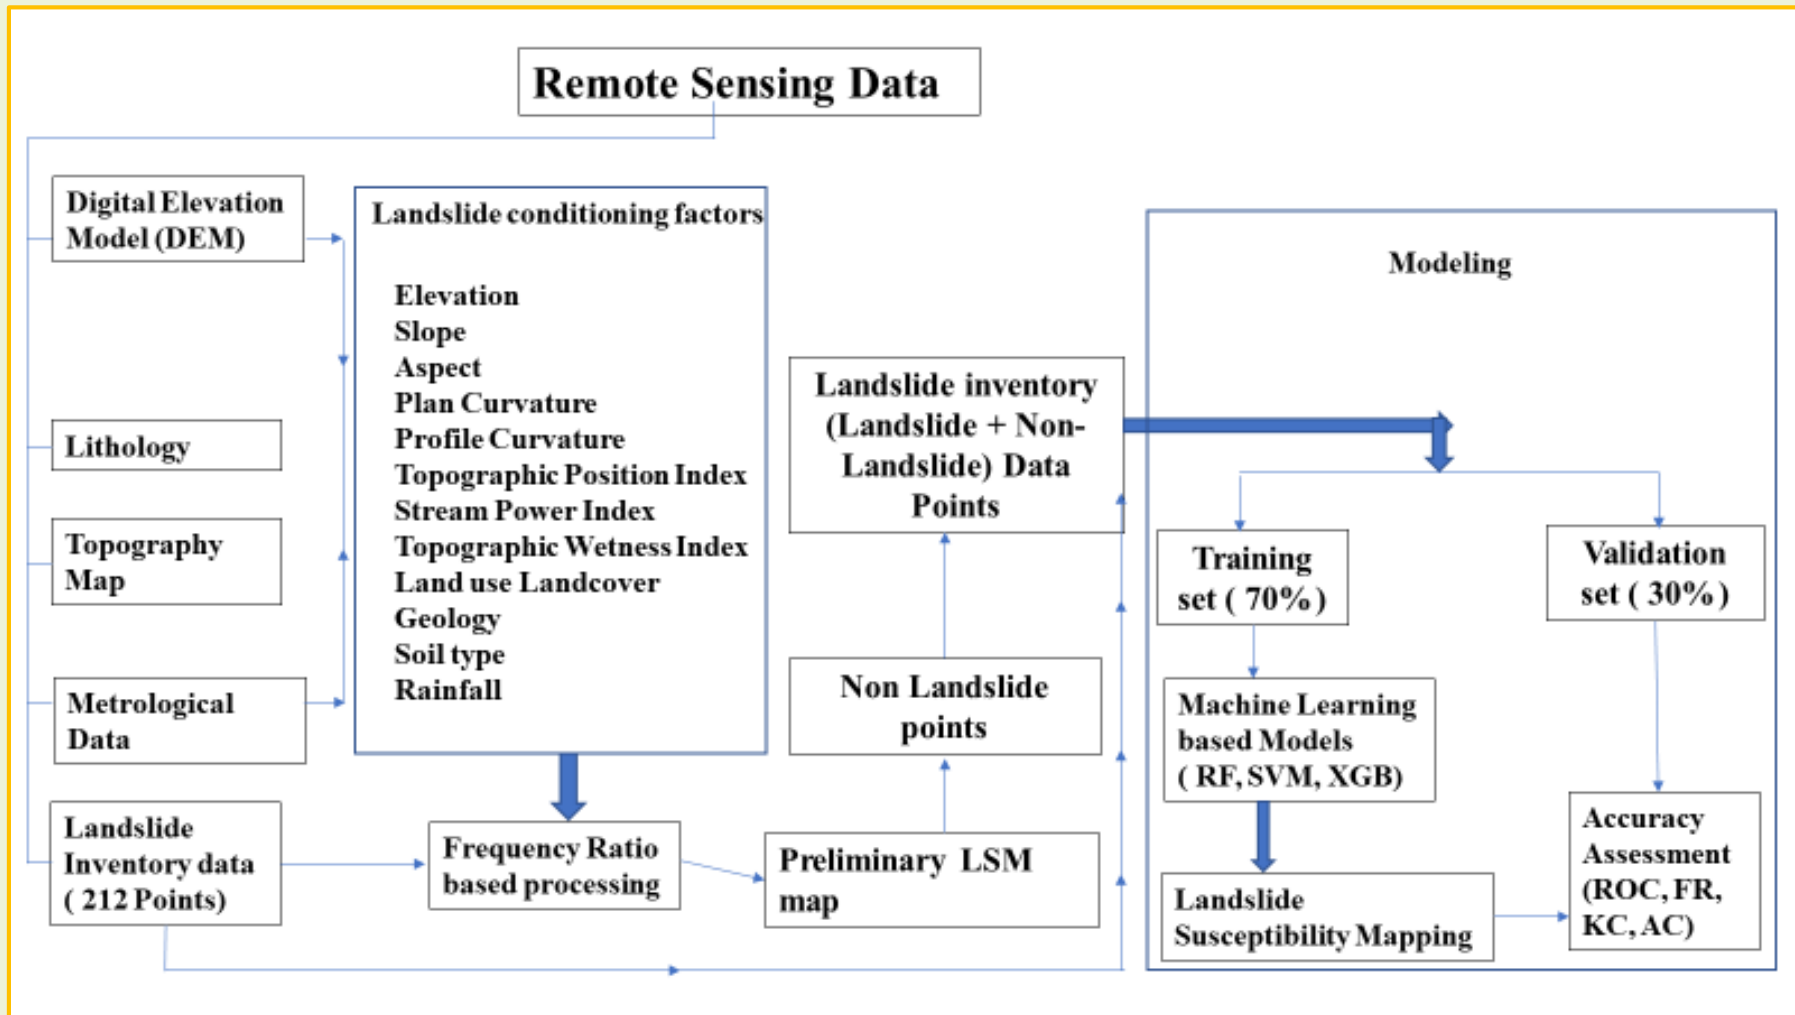 Remote Sensing Data
Digital Elevation
Model (DEM)
Lithology
Topography
Map
Metrological
Data
Landslide
Inventory data
( 212 Points)
Landslide conditioning factors
Elevation
Slope
Aspect
Plan Curvature
Profile Curvature
Topographic Position Index
Stream Power Index
Topographic Wetness Index
Land use Landcover
Geology
Soil type
Rainfall
Frequency Ratio
based processing
Preliminary LSM
map
Non Landslide
points
Landslide inventory
(Landslide + Non-
Landslide) Data
Points
Modeling
Training
set ( 70%)
Validation
set ( 30%)
Machine Learning
based Models
( RF, SVM, XGB)
Landslide
Susceptibility Mapping
Accuracy
Assessment
(ROC, FR,
KC, AC)